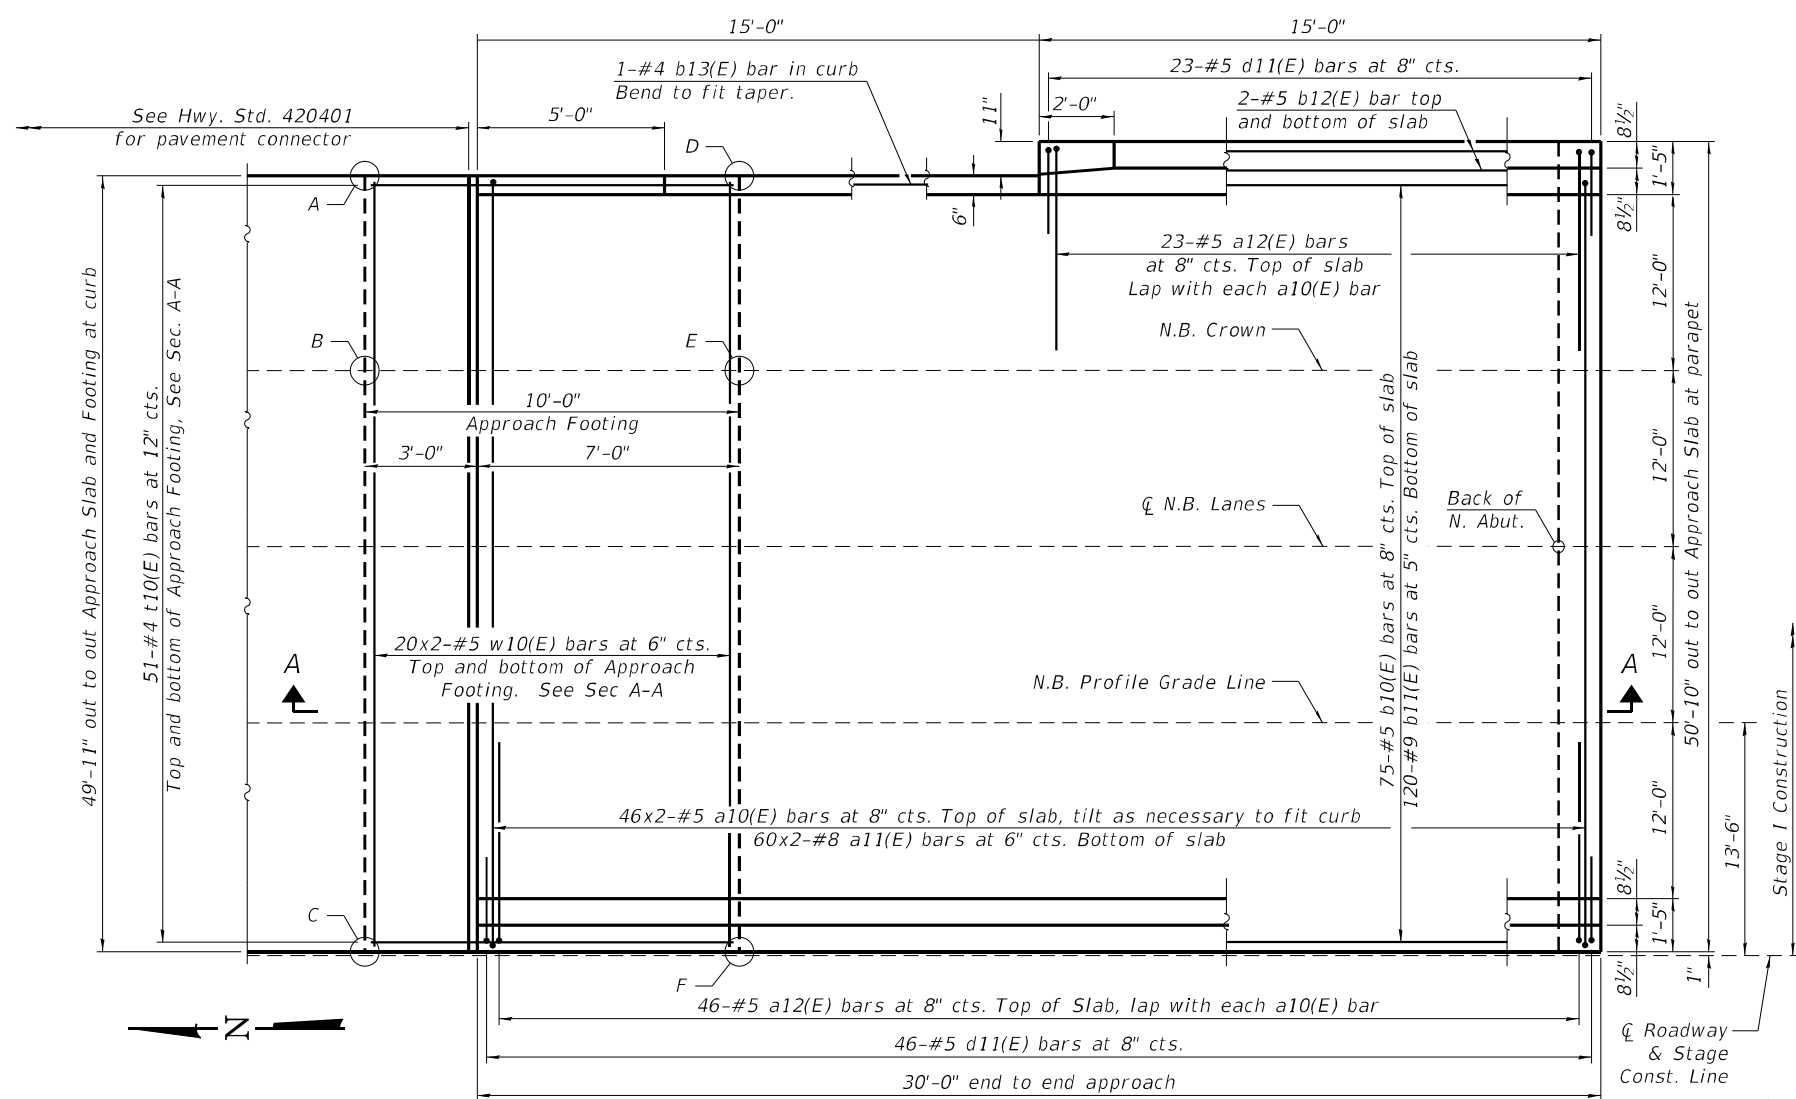 15'-0"
15'-0"
1-#4 b13(E) bar in curb
Bend to fit taper.
23-#5 d11(E) bars at 8" cts.
2-#5 b12(E) bar top
and bottom of slab
See Hwy. Std. 420401
for pavement connector
5'-0"
11"
2'-0"
8½"
1'-5"
8½"
D
A
6"
23-#5 a12(E) bars
at 8" cts. Top of slab
Lap with each a10(E) bar
12'-0"
N.B. Crown
B
E
10'-0"
Approach Footing
3'-0"
7'-0"
49'-11" out to out Approach Slab and Footing at curb
51-#4 t10(E) bars at 12" cts.
Top and bottom of Approach Footing, See Sec. A-A
12'-0"
50'-10" out to out Approach Slab at parapet
℄ N.B. Lanes
Back of
N. Abut.
75-#5 b10(E) bars at 8" cts. Top of slab
120-#9 b11(E) bars at 5" cts. Bottom of slab
20x2-#5 w10(E) bars at 6" cts.
Top and bottom of Approach
Footing. See Sec A-A
12'-0"
A
A
N.B. Profile Grade Line
Stage I Construction
46x2-#5 a10(E) bars at 8" cts. Top of slab, tilt as necessary to fit curb
60x2-#8 a11(E) bars at 6" cts. Bottom of slab
12'-0"
13'-6"
8½"
1'-5"
8½"
1"
C
F
46-#5 a12(E) bars at 8" cts. Top of Slab, lap with each a10(E) bar
N
46-#5 d11(E) bars at 8" cts.
30'-0" end to end approach
℄ Roadway
& Stage
Const. Line